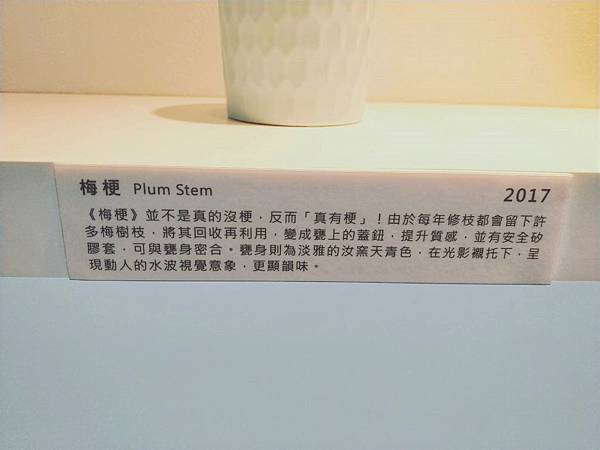 梅梗 Plum Stem 2017
《梅梗》並不是真的沒梗，反而「真有梗」！由於每年修枝都會留下許
多梅樹枝，將其回收再利用，變成甕上的蓋鈕，提升質感，並有安全矽
膠套，可與甕身密合。甕身則為淡雅的汝窯天青色，在光影襯托下，呈
現動人的水波視覺意象，更顯韻味。